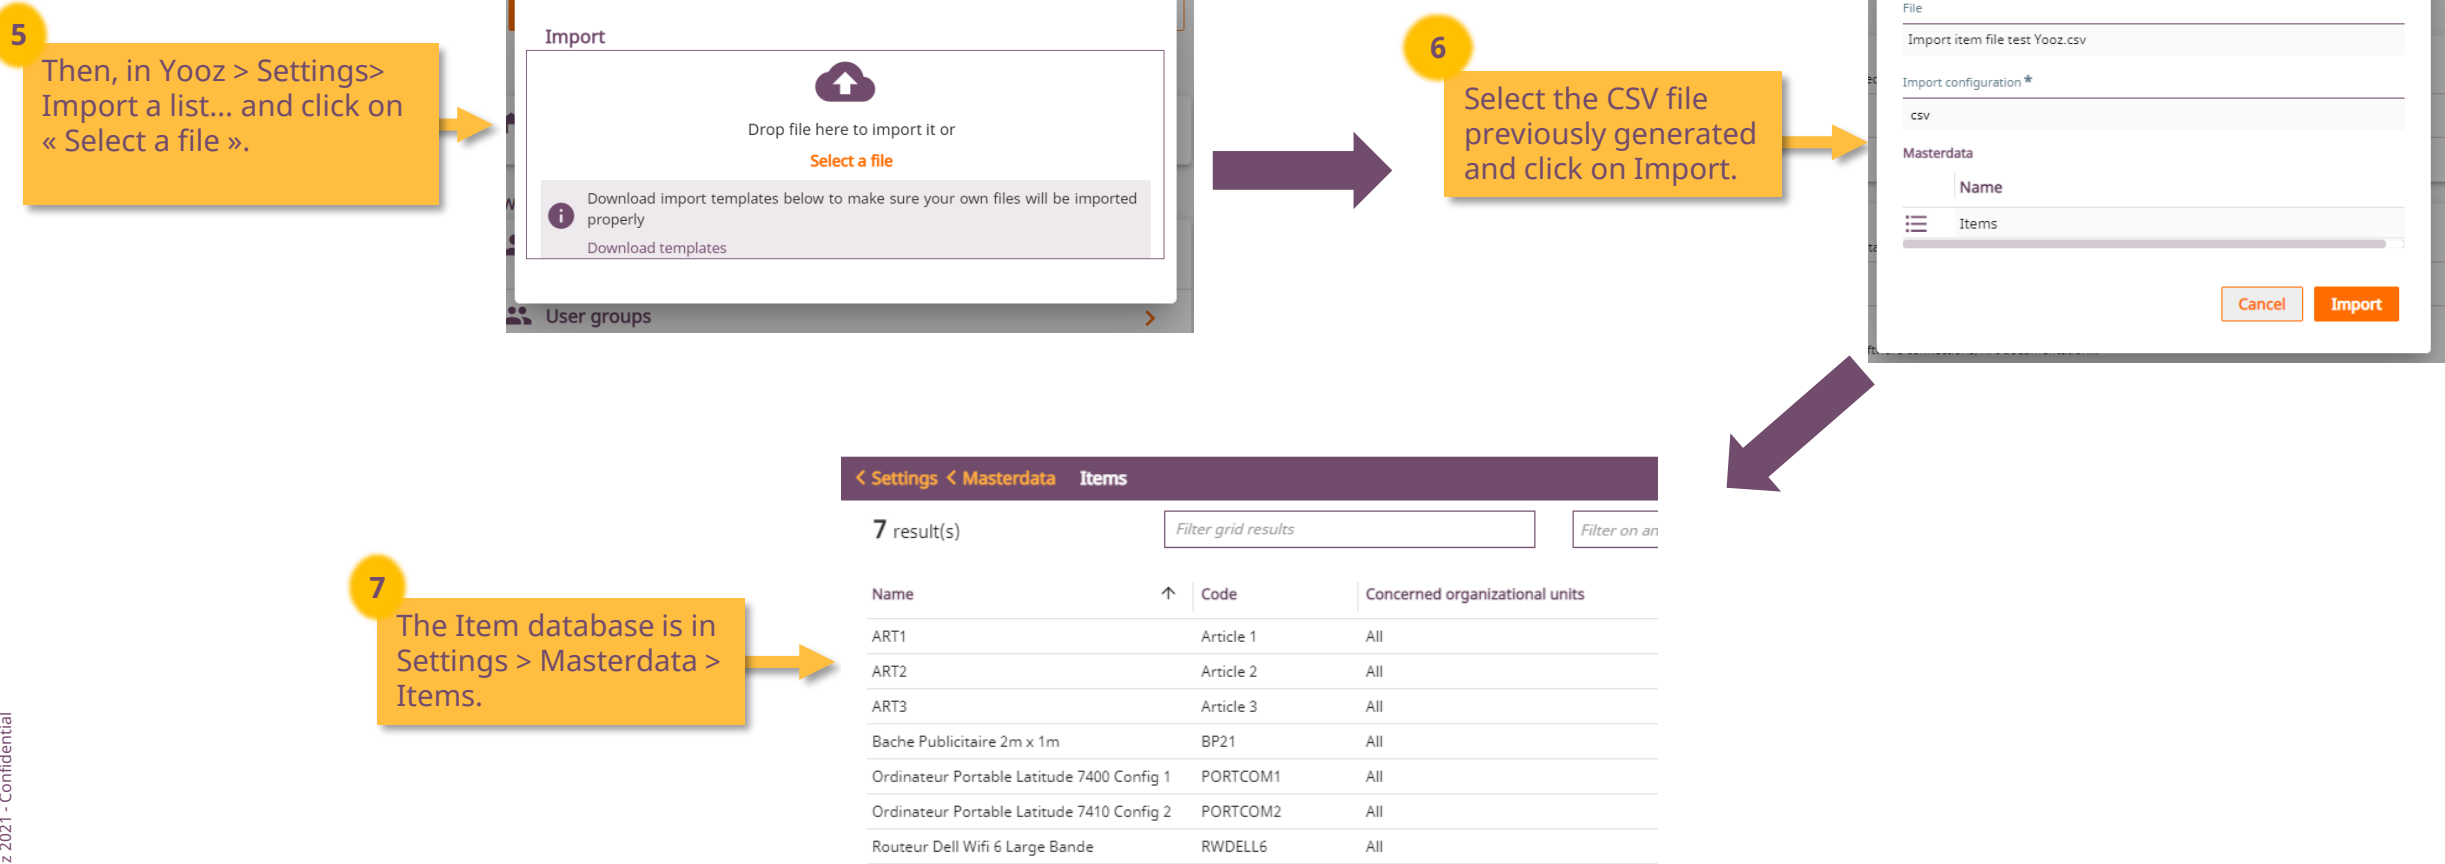 5
Then, in Yooz > Settings>
Import a list... and click on
« Select a file ».
Import
Drop file here to import it or
Select a file
Download import templates below to make sure your own files will be imported
properly
Download templates
User groups
6
Select the CSV file
previously generated
and click on Import.
File
Import item file test Yooz.csv
Import configuration *
csv
Masterdata
Name
Items
Cancel
Import
7
The Item database is in
Settings > Masterdata >
Items.
< Settings < Masterdata Items
7 result(s)
Filter grid results
Filter on an
Name Code Concerned organizational units
ART1 Article 1 All
ART2 Article 2 All
ART3 Article 3 All
Bache Publicitaire 2m x 1m BP21 All
Ordinateur Portable Latitude 7400 Config 1 PORTCOM1 All
Ordinateur Portable Latitude 7410 Config 2 PORTCOM2 All
Routeur Dell Wifi 6 Large Bande RWDELL6 All
z 2021 - Confidential